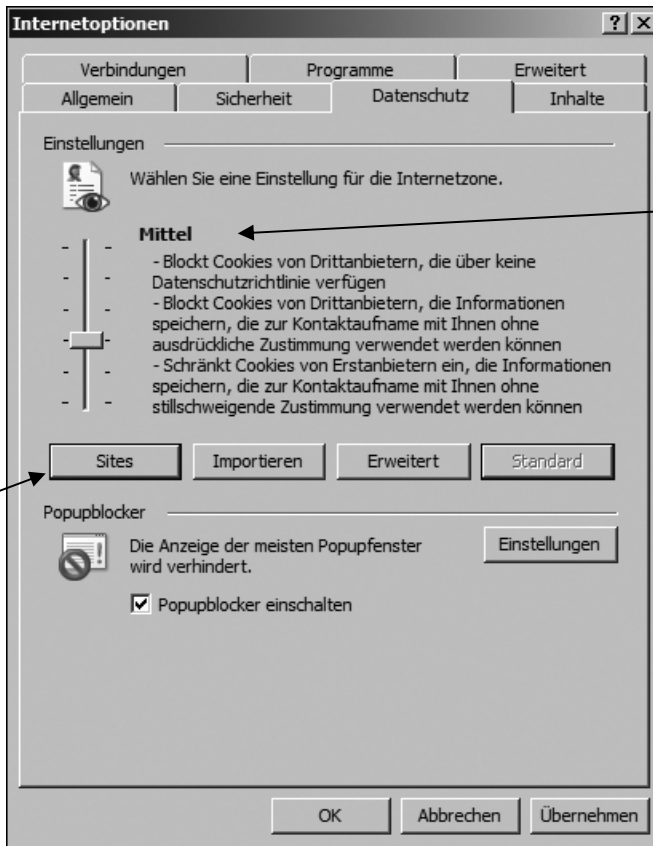 Internetoptionen
Verbindungen Programme Erweitert
Allgemein Sicherheit Datenschutz Inhalte
Einstellungen
Wählen Sie eine Einstellung für die Internetzone.
Mittel
- Blockt Cookies von Drittanbietern, die über keine
Datenschutzrichtlinie verfügen
- Blockt Cookies von Drittanbietern, die Informationen
speichern, die zur Kontaktaufname mit Ihnen ohne
ausdrückliche Zustimmung verwendet werden können
- Schränkt Cookies von Erstanbietern ein, die Informationen
speichern, die zur Kontaktaufname mit Ihnen ohne
stillschweigende Zustimmung verwendet werden können
Sites Importieren Erweitert Standard
Popupblocker
Die Anzeige der meisten Popupfenster
wird verhindert.
Einstellungen
Popupblocker einschalten
OK Abbrechen Übernehmen